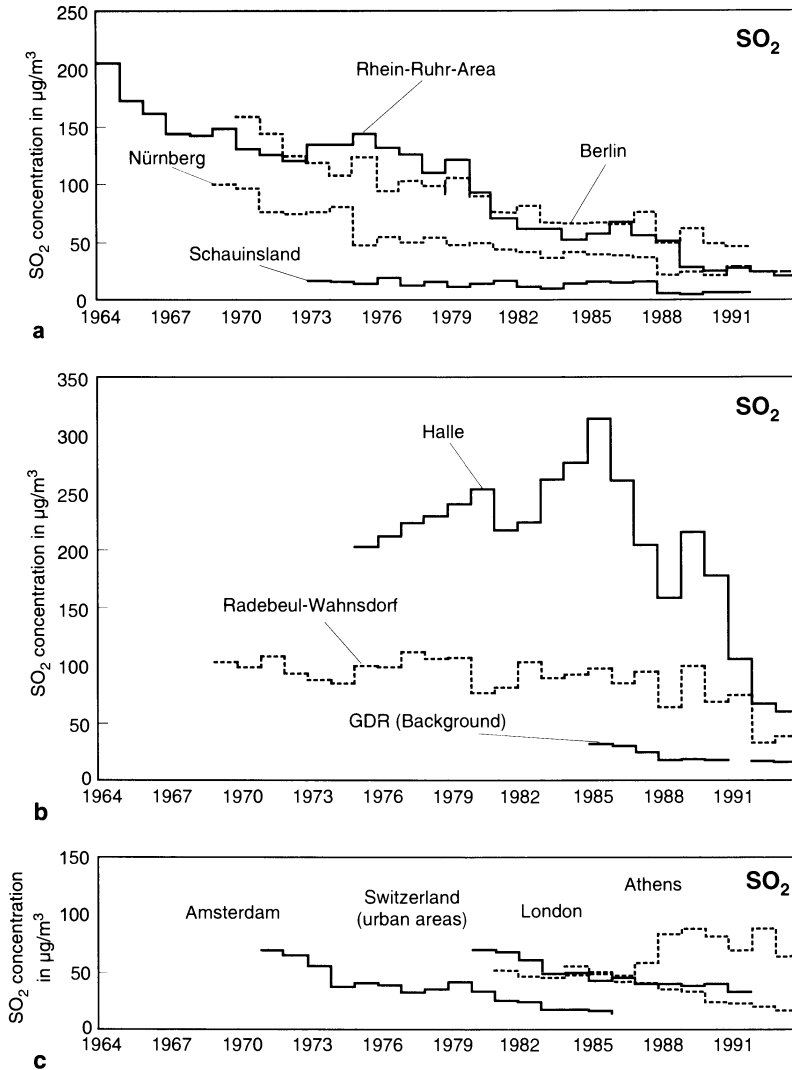 250
SO₂
200
Rhein-Ruhr-Area
150
Nürnberg
Berlin
100
50
Schauinsland
0
SO₂ concentration in µg/m³
1964 1967 1970 1973 1976 1979 1982 1985 1988 1991
a
350
SO₂
300
Halle
250
200
150
Radebeul-Wahnsdorf
100
50
GDR (Background)
0
SO₂ concentration in µg/m³
1964 1967 1970 1973 1976 1979 1982 1985 1988 1991
b
150
SO₂
Athens
Switzerland
(urban areas)
Amsterdam
London
100
50
0
SO₂ concentration
in µg/m³
1964 1967 1970 1973 1976 1979 1982 1985 1988 1991
c